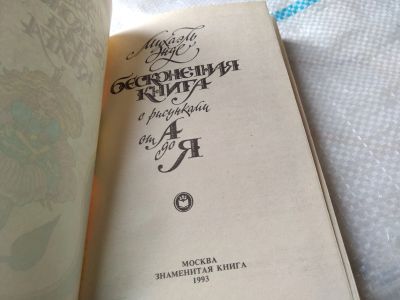 Михаэль
Энде
БЕСКОНЕЧНАЯ
КНИГА
с рисунками
от А
до Я
МОСКВА
ЗНАМЕНИТАЯ КНИГА
1993